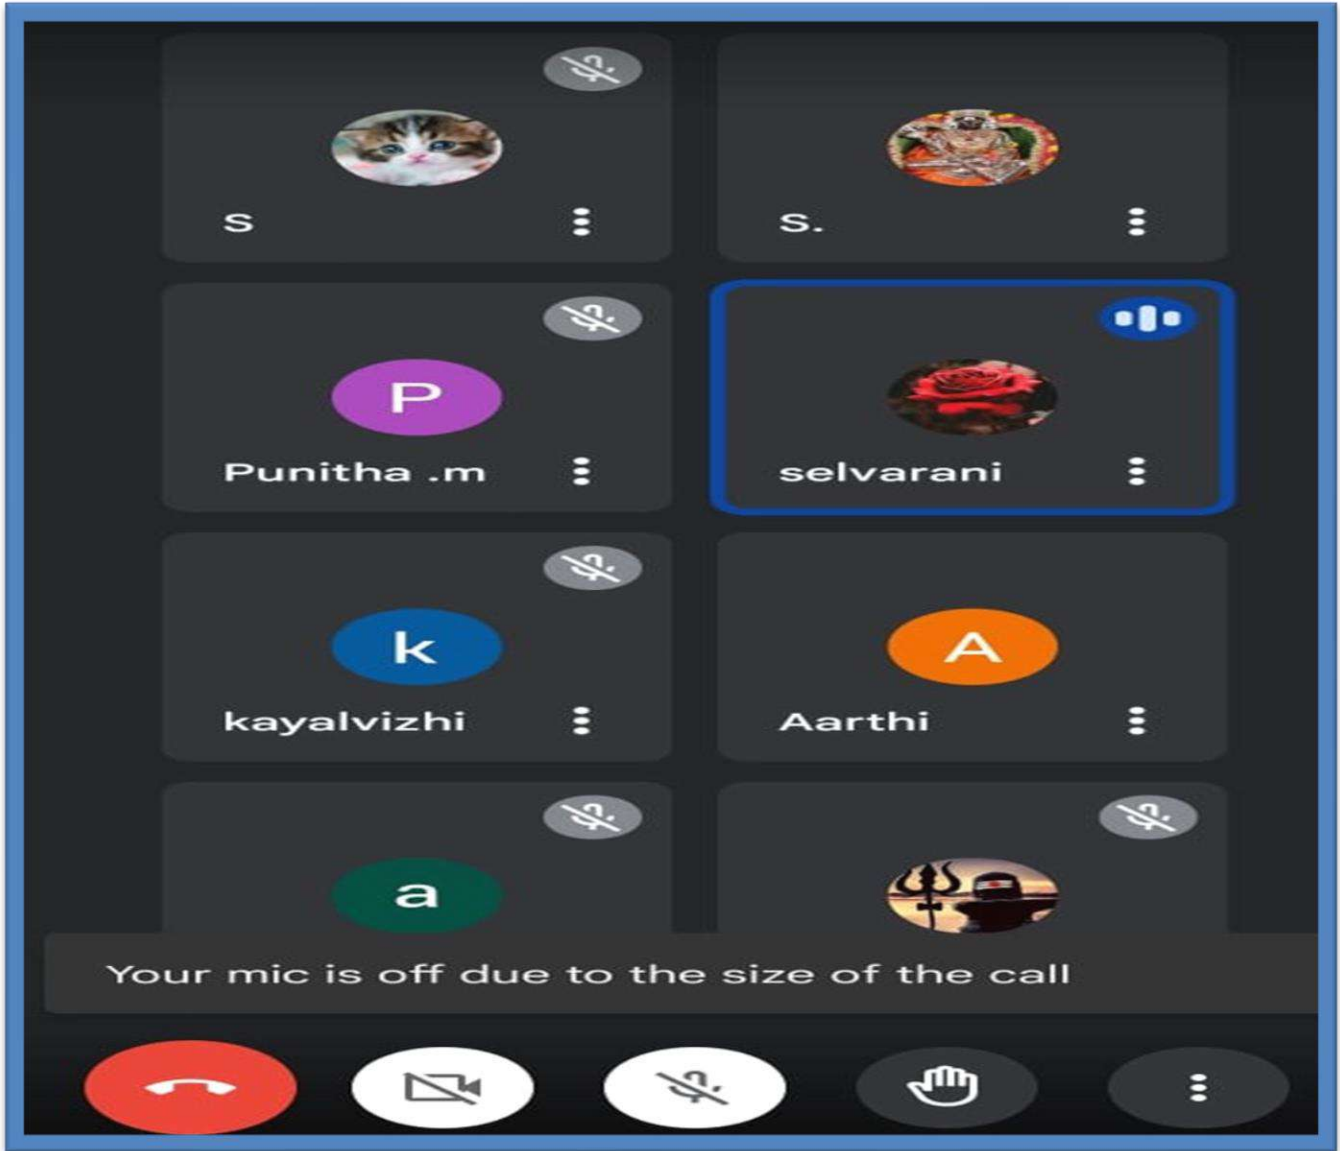 S
S.
P
Punitha .m
selvarani
k
kayalvizhi
A
Aarthi
a
Your mic is off due to the size of the call